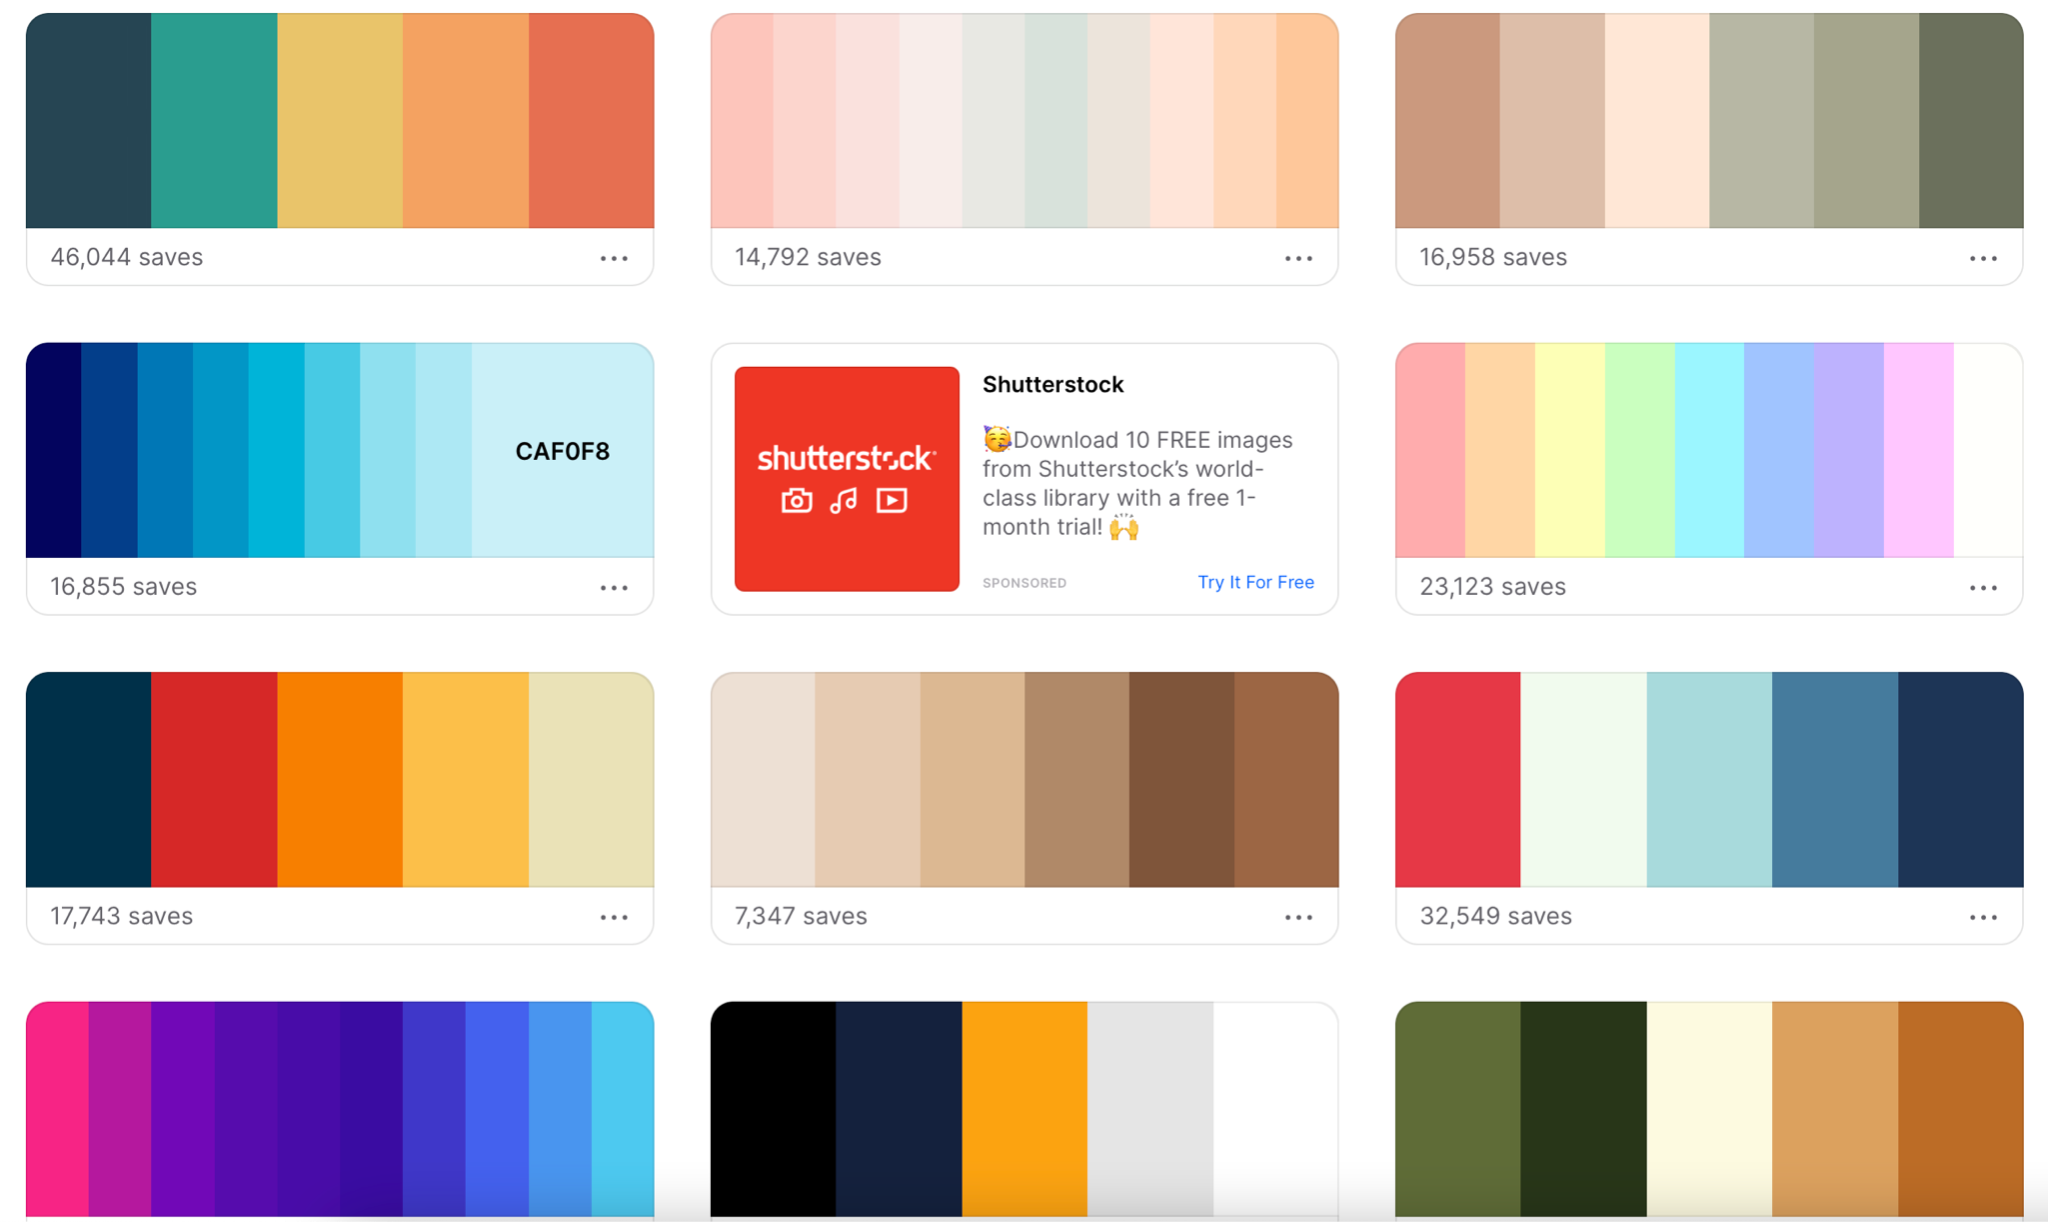 46,044 saves
14,792 saves
16,958 saves
CAF0F8
16,855 saves
shutterstock
Shutterstock
🥳Download 10 FREE images
from Shutterstock’s world-
class library with a free 1-
month trial! 🙌
SPONSORED
Try It For Free
23,123 saves
17,743 saves
7,347 saves
32,549 saves